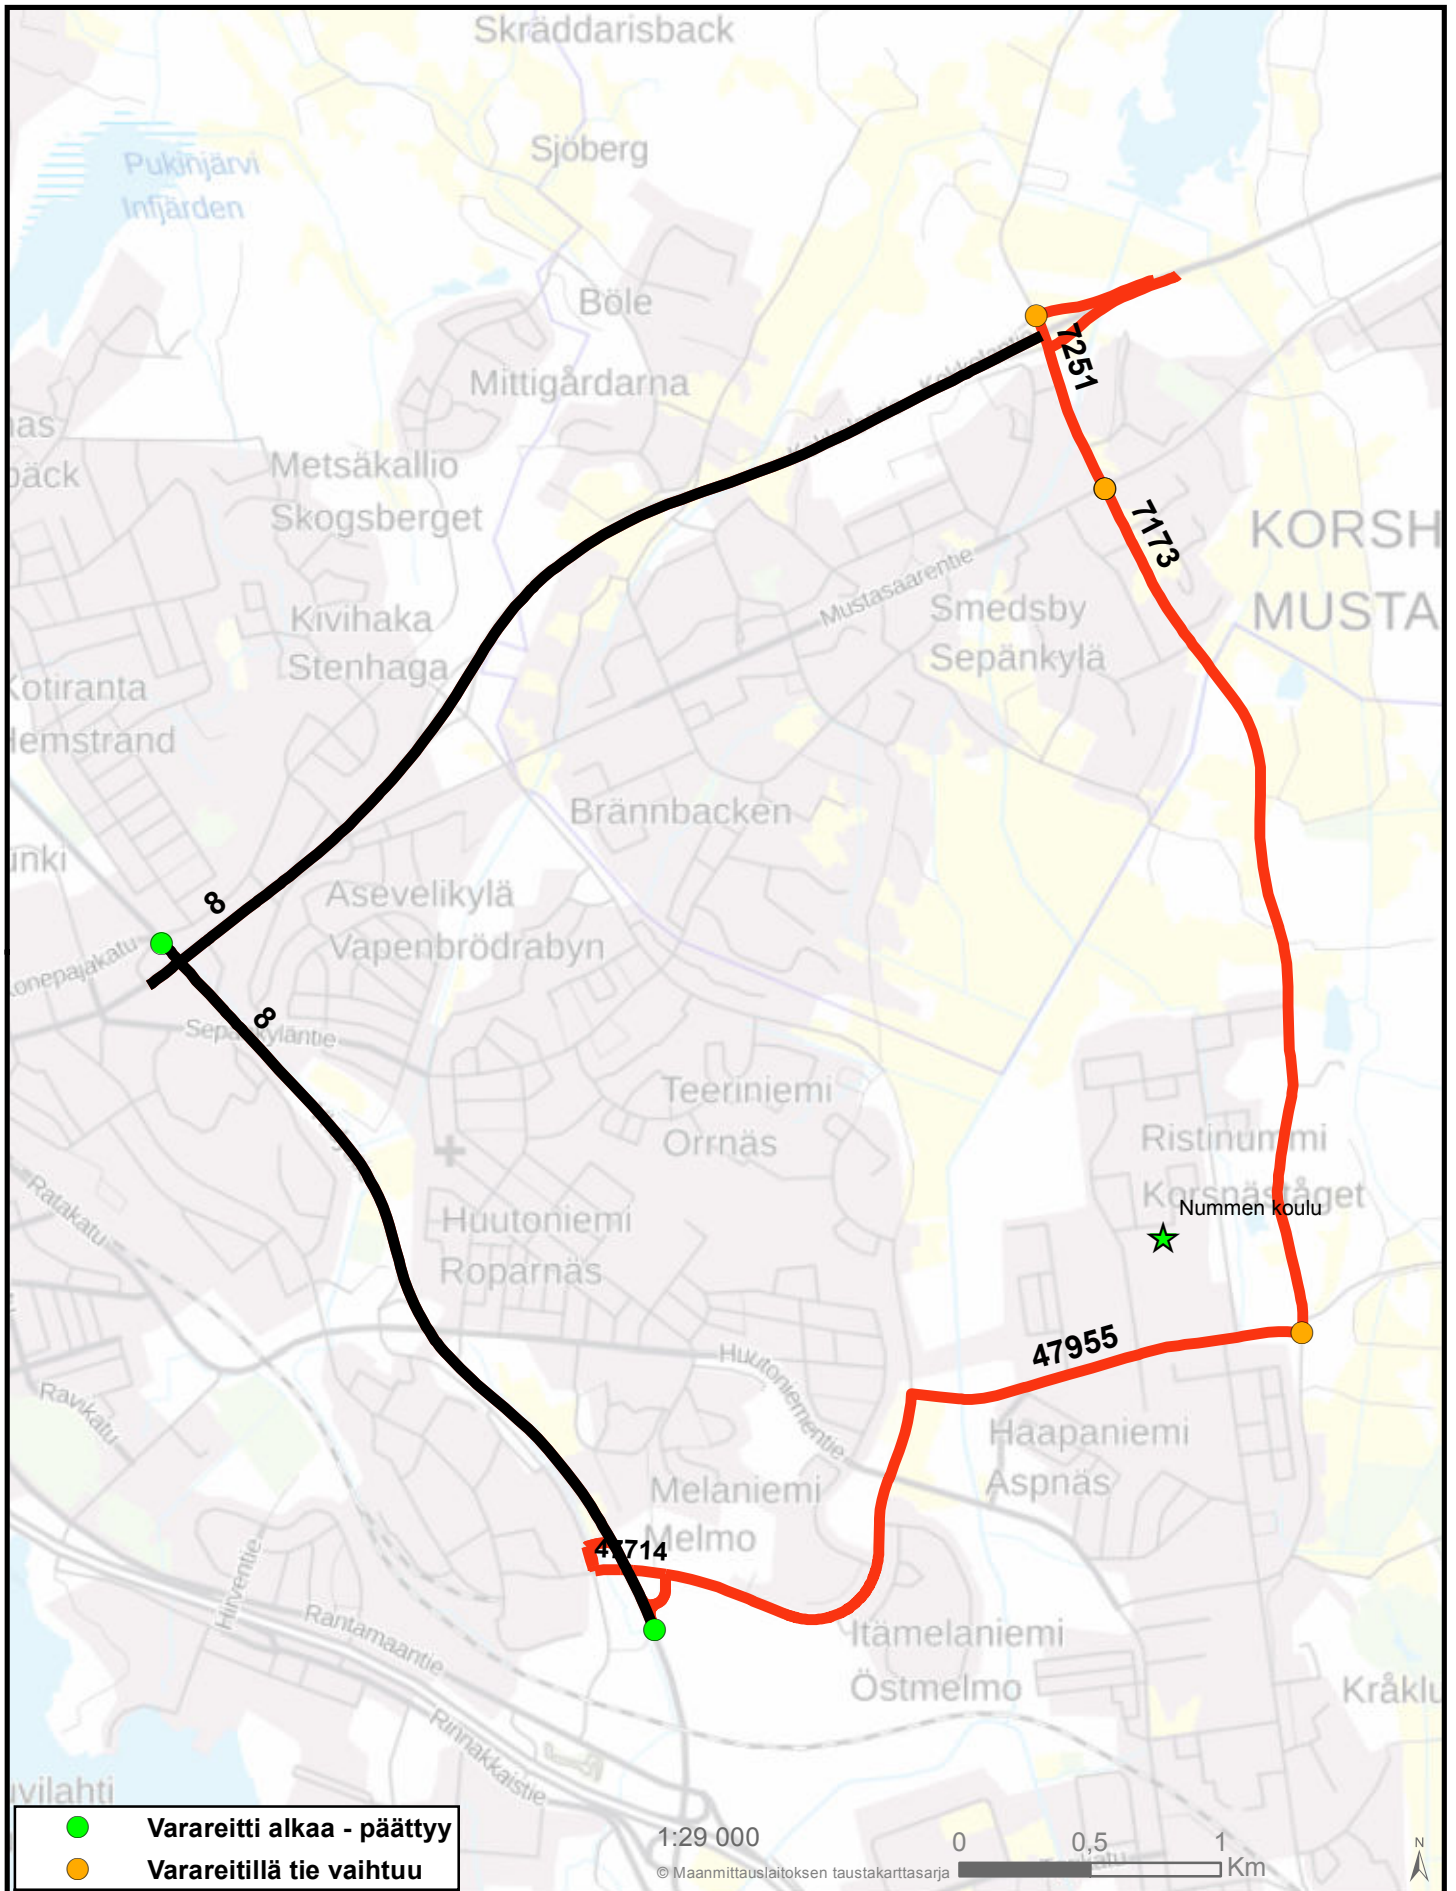 Skräddarisback
Sjöberg
Pukinjärvi
Infjärden
Böle
Mittigårdarna
7251
Metsäkallio
Skogsberget
7173
KORSH
MUSTA
Mustasaarentie
Kivihaka
Stenhaga
Smedsby
Sepänkylä
Kotiranta
Hemstrand
Brännbacken
8
Asevelikylä
Vapenbrödrabyn
8
Teeriniemi
Orrnäs
Ristinummi
Korsnäståget
Nummen koulu
Ratakatu
Huutoniemi
Roparnäs
47955
Huutoniementie
Ravikatu
Haapaniemi
Aspnäs
Melaniemi
Melmo
47714
Hirventie
Rantamaantie
Itämelaniemi
Östmelmo
Kråklu
Rinnakkaistie
vilahti
Varareitti alkaa - päättyy
Varareitillä tie vaihtuu
1:29 000
© Maanmittauslaitoksen taustakarttasarja
0 0,5 1
Km
N